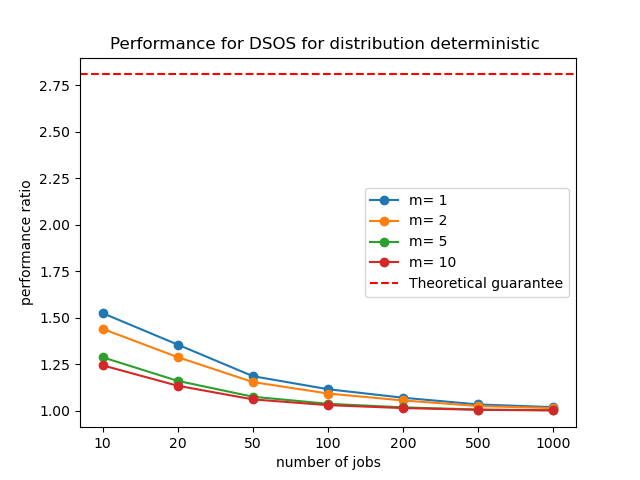 Performance for DSOS for distribution deterministic
performance ratio
2.75
2.50
2.25
2.00
1.75
1.50
1.25
1.00
m= 1
m= 2
m= 5
m= 10
Theoretical guarantee
10 20 50 100 200 500 1000
number of jobs